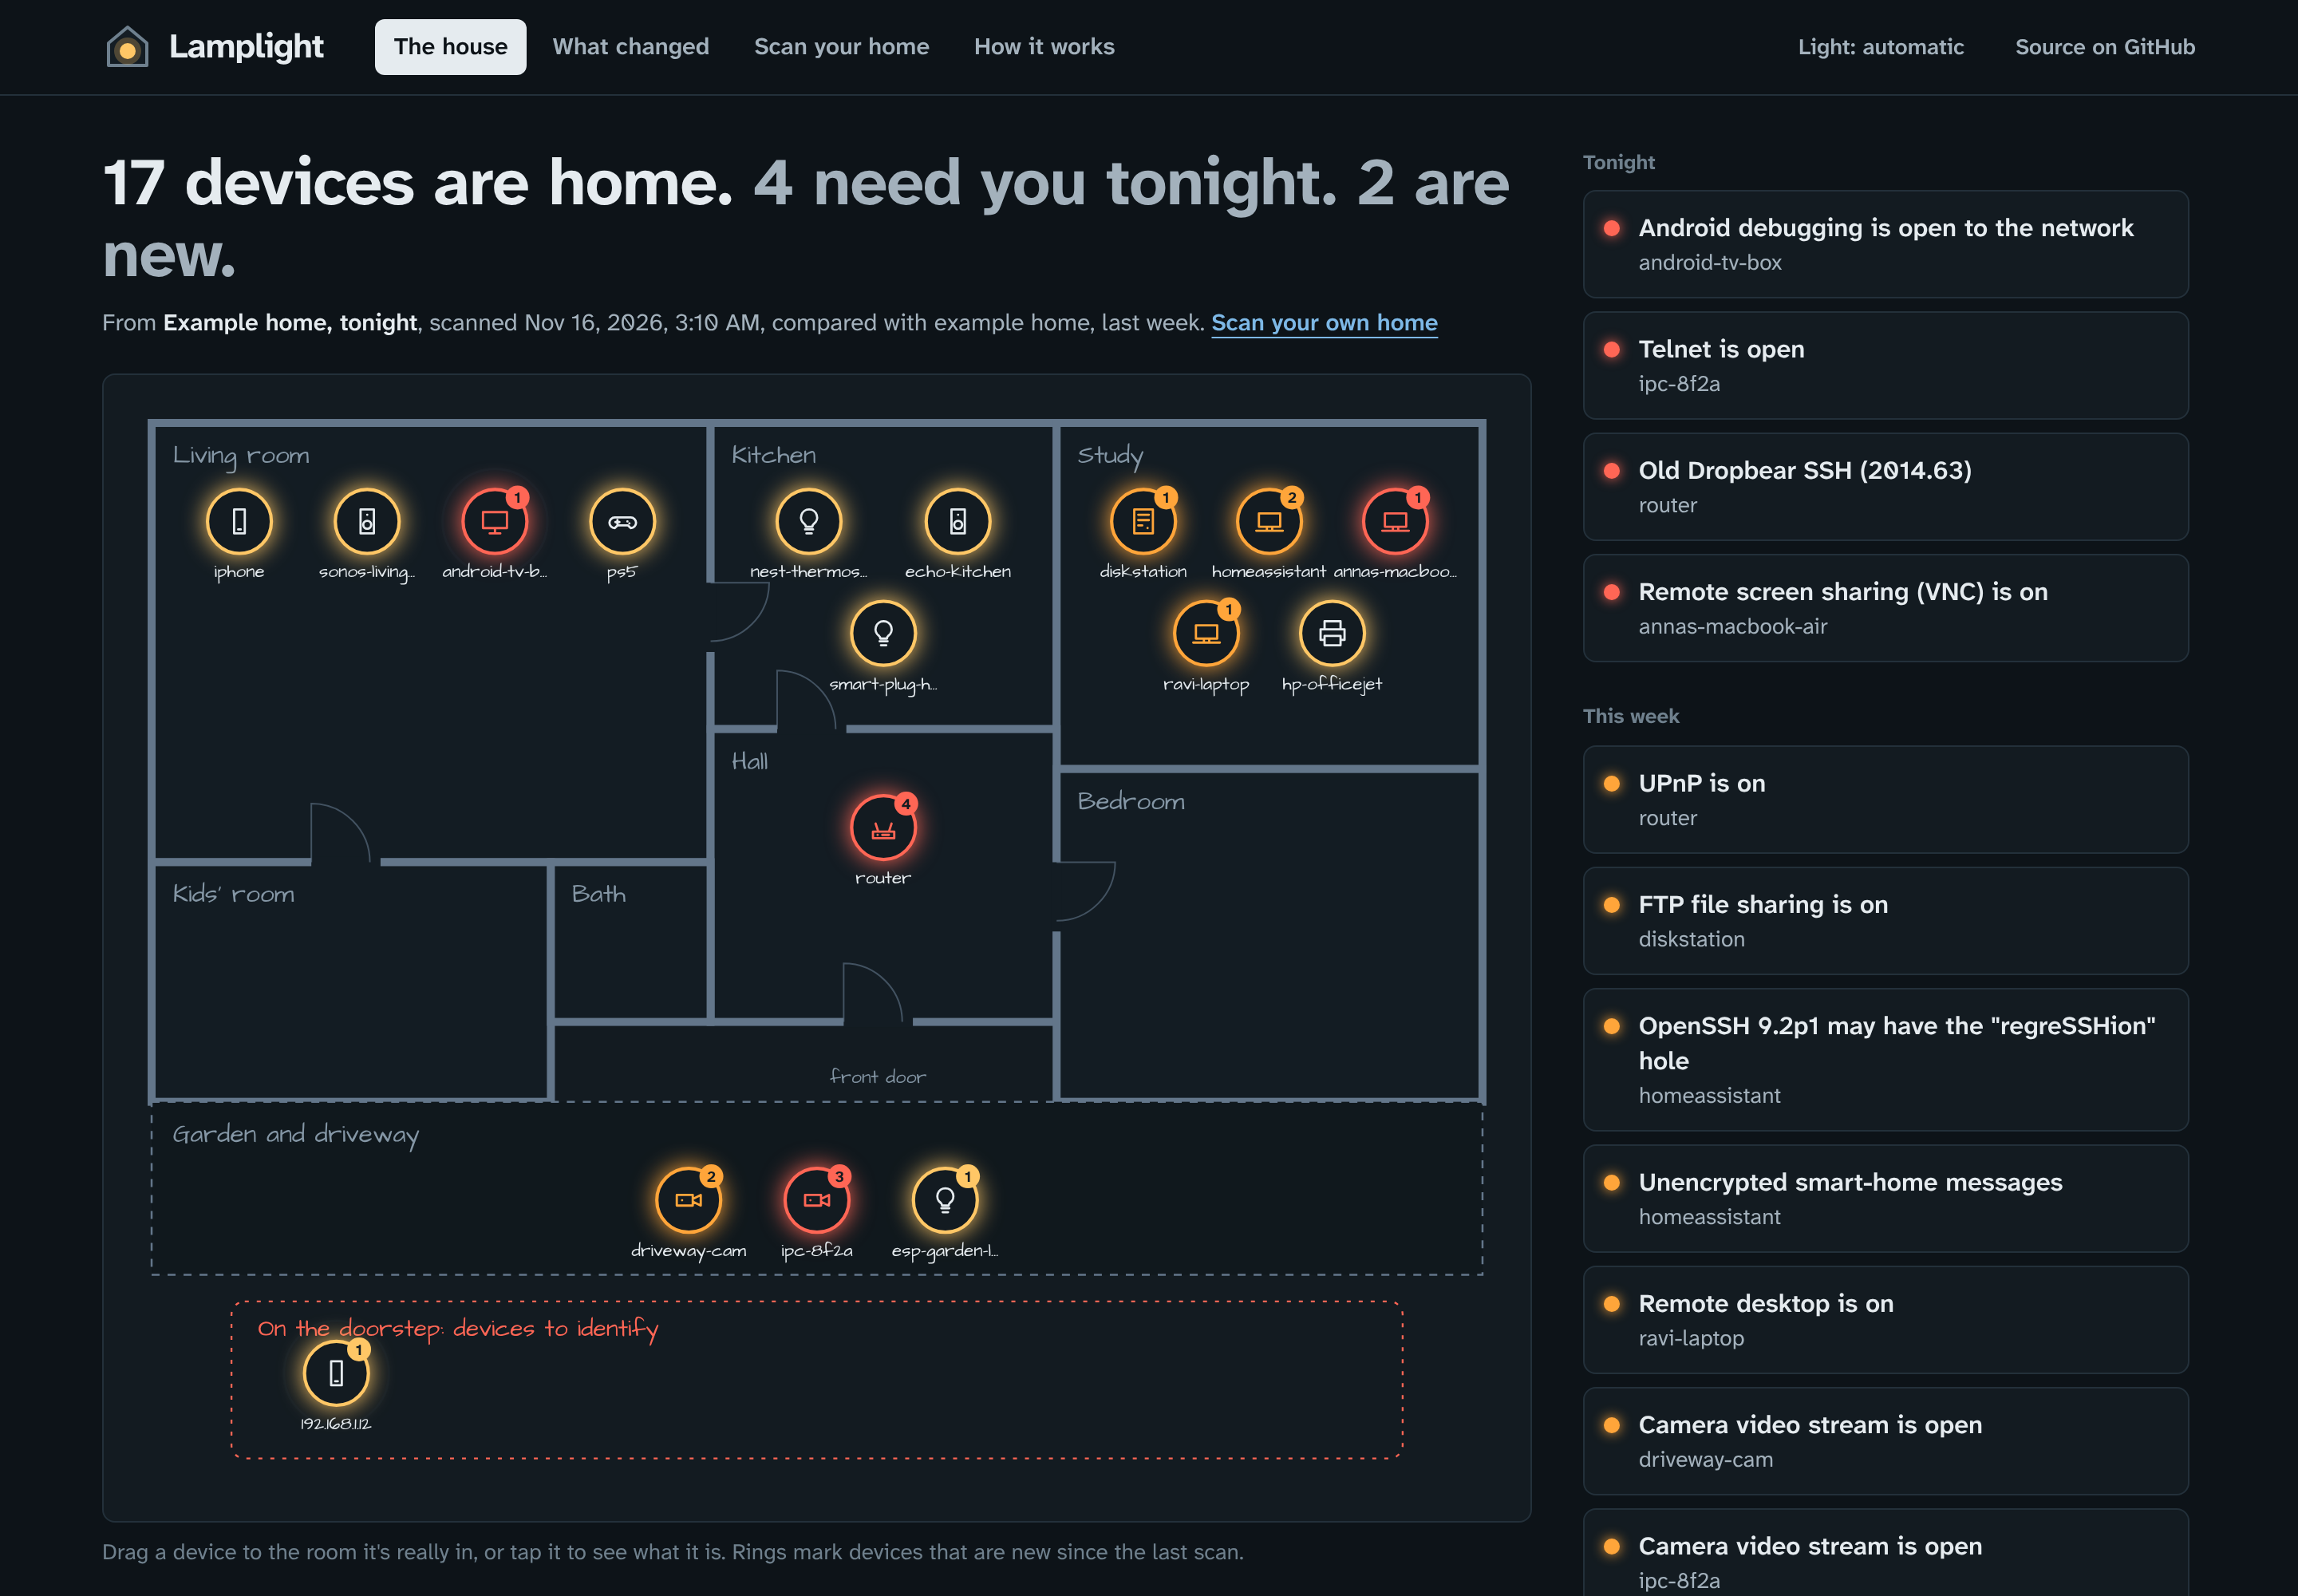 Lamplight
The house
What changed
Scan your home
How it works
Light: automatic
Source on GitHub
17 devices are home. 4 need you tonight. 2 are
new.
From Example home, tonight, scanned Nov 16, 2026, 3:10 AM, compared with example home, last week. Scan your own home
Living room
1
iphone
sonos-living...
android-tv-b...
ps5
Kitchen
nest-thermos...
echo-kitchen
smart-plug-h...
Study
1
2
1
diskstation
homeassistant
annas-macboo...
1
ravi-laptop
hp-officejet
Hall
4
router
Bedroom
Kids' room
Bath
front door
Garden and driveway
2
3
1
driveway-cam
ipc-8f2a
esp-garden-l...
On the doorstep: devices to identify
1
192.168.1.12
Drag a device to the room it's really in, or tap it to see what it is. Rings mark devices that are new since the last scan.
Tonight
Android debugging is open to the network
android-tv-box
Telnet is open
ipc-8f2a
Old Dropbear SSH (2014.63)
router
Remote screen sharing (VNC) is on
annas-macbook-air
This week
UPnP is on
router
FTP file sharing is on
diskstation
OpenSSH 9.2p1 may have the "regreSSHion"
hole
homeassistant
Unencrypted smart-home messages
homeassistant
Remote desktop is on
ravi-laptop
Camera video stream is open
driveway-cam
Camera video stream is open
ipc-8f2a